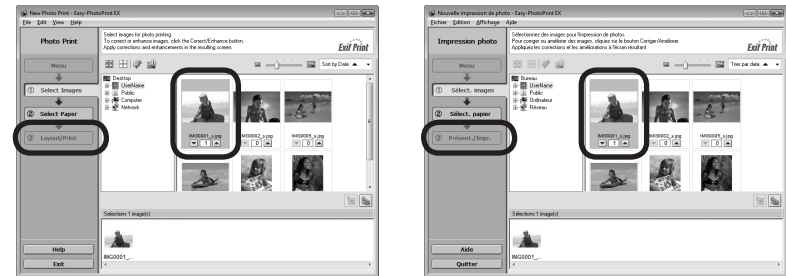 New Photo Print - Easy-PhotoPrint EX
File Edit View Help
Photo Print
Select images for photo printing.
To correct or enhance images, click the Correct/Enhance button.
Apply corrections and enhancements in the resulting screen.
Exif Print
Menu
Sort by Date
① Select Images
② Select Paper
③ Layout/Print
Desktop
UserName
Public
Computer
Network
IMG0001_s.jpg
IMG0002_s.jpg
IMG0005_s.jpg
1
0
0
Selections 1 image(s)
IMG0001_...
Help
Exit
Nouvelle impression de photo - Easy-PhotoPrint EX
Fichier Edition Affichage Aide
Impression photo
Sélectionnez des images pour l'impression de photos.
Pour corriger ou améliorer des images, cliquez sur le bouton Corriger/Améliorer.
Appliquez les corrections et les améliorations à l'écran résultant.
Exif Print
Menu
Trier par date
① Sélect. images
② Sélect. papier
③ Présent./Impr.
Bureau
UserName
Public
Ordinateur
Réseau
IMG0001_s.jpg
IMG0002_s.jpg
IMG0005_s.jpg
1
0
0
Sélections 1 image(s)
IMG0001_...
Aide
Quitter